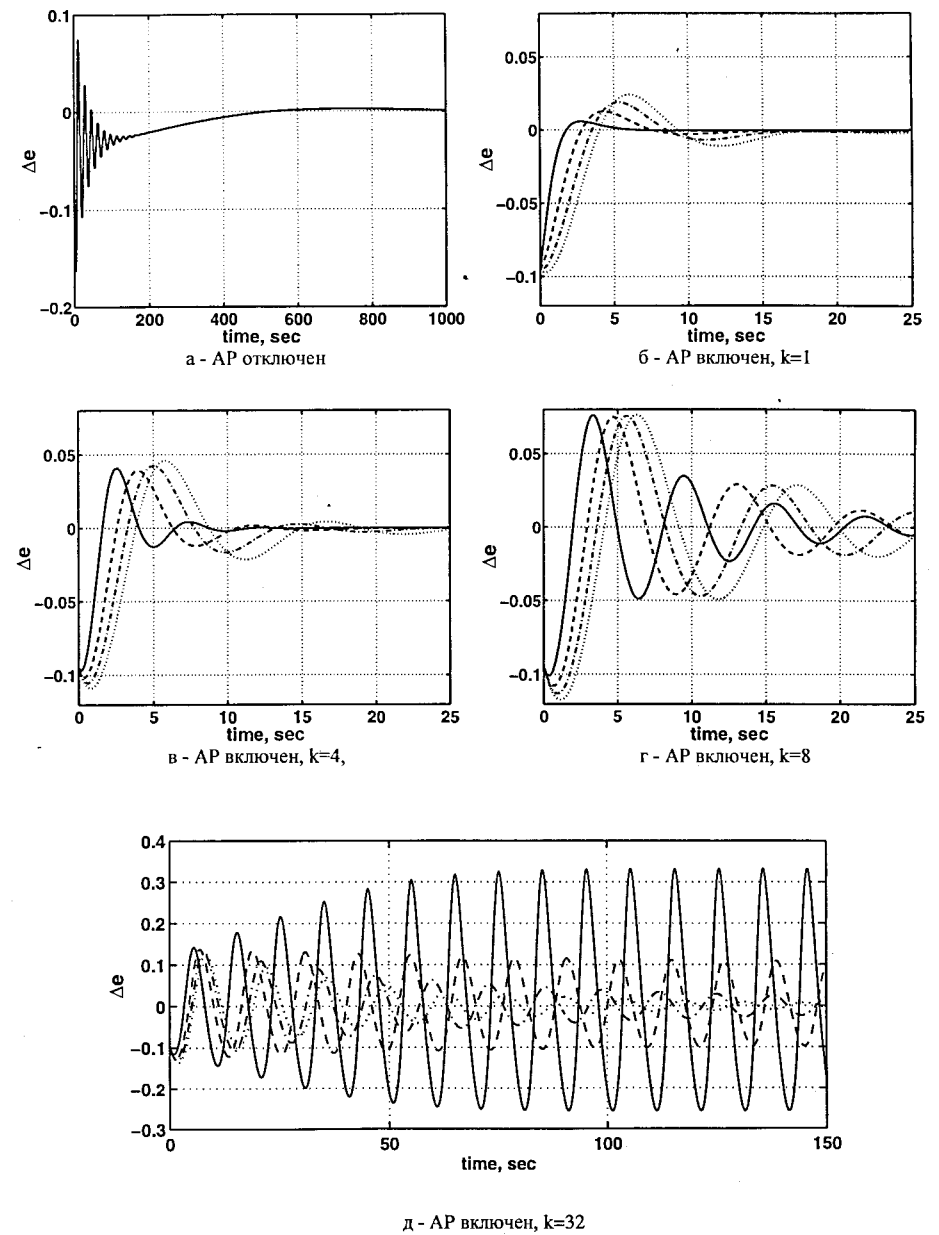 0.1
0
−0.1
−0.2
Δe
0 200 400 600 800 1000
time, sec
а - АР отключен
0.05
0
−0.05
−0.1
Δe
0 5 10 15 20 25
time, sec
б - АР включен, k=1
0.05
0
−0.05
−0.1
Δe
0 5 10 15 20 25
time, sec
в - АР включен, k=4,
0.05
0
−0.05
−0.1
Δe
0 5 10 15 20 25
time, sec
г - АР включен, k=8
0.4
0.3
0.2
0.1
0
−0.1
−0.2
−0.3
Δe
0 50 100 150
time, sec
д - АР включен, k=32